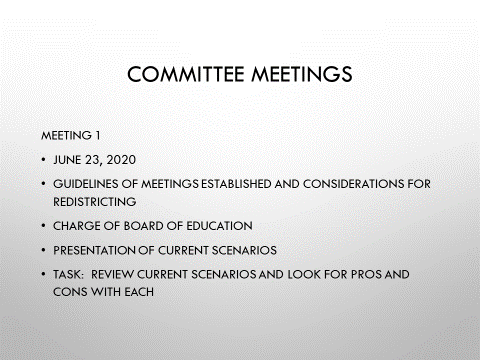 COMMITTEE MEETINGS
MEETING 1
• JUNE 23, 2020
• GUIDELINES OF MEETINGS ESTABLISHED AND CONSIDERATIONS FOR
REDISTRICTING
• CHARGE OF BOARD OF EDUCATION
• PRESENTATION OF CURRENT SCENARIOS
• TASK: REVIEW CURRENT SCENARIOS AND LOOK FOR PROS AND
CONS WITH EACH